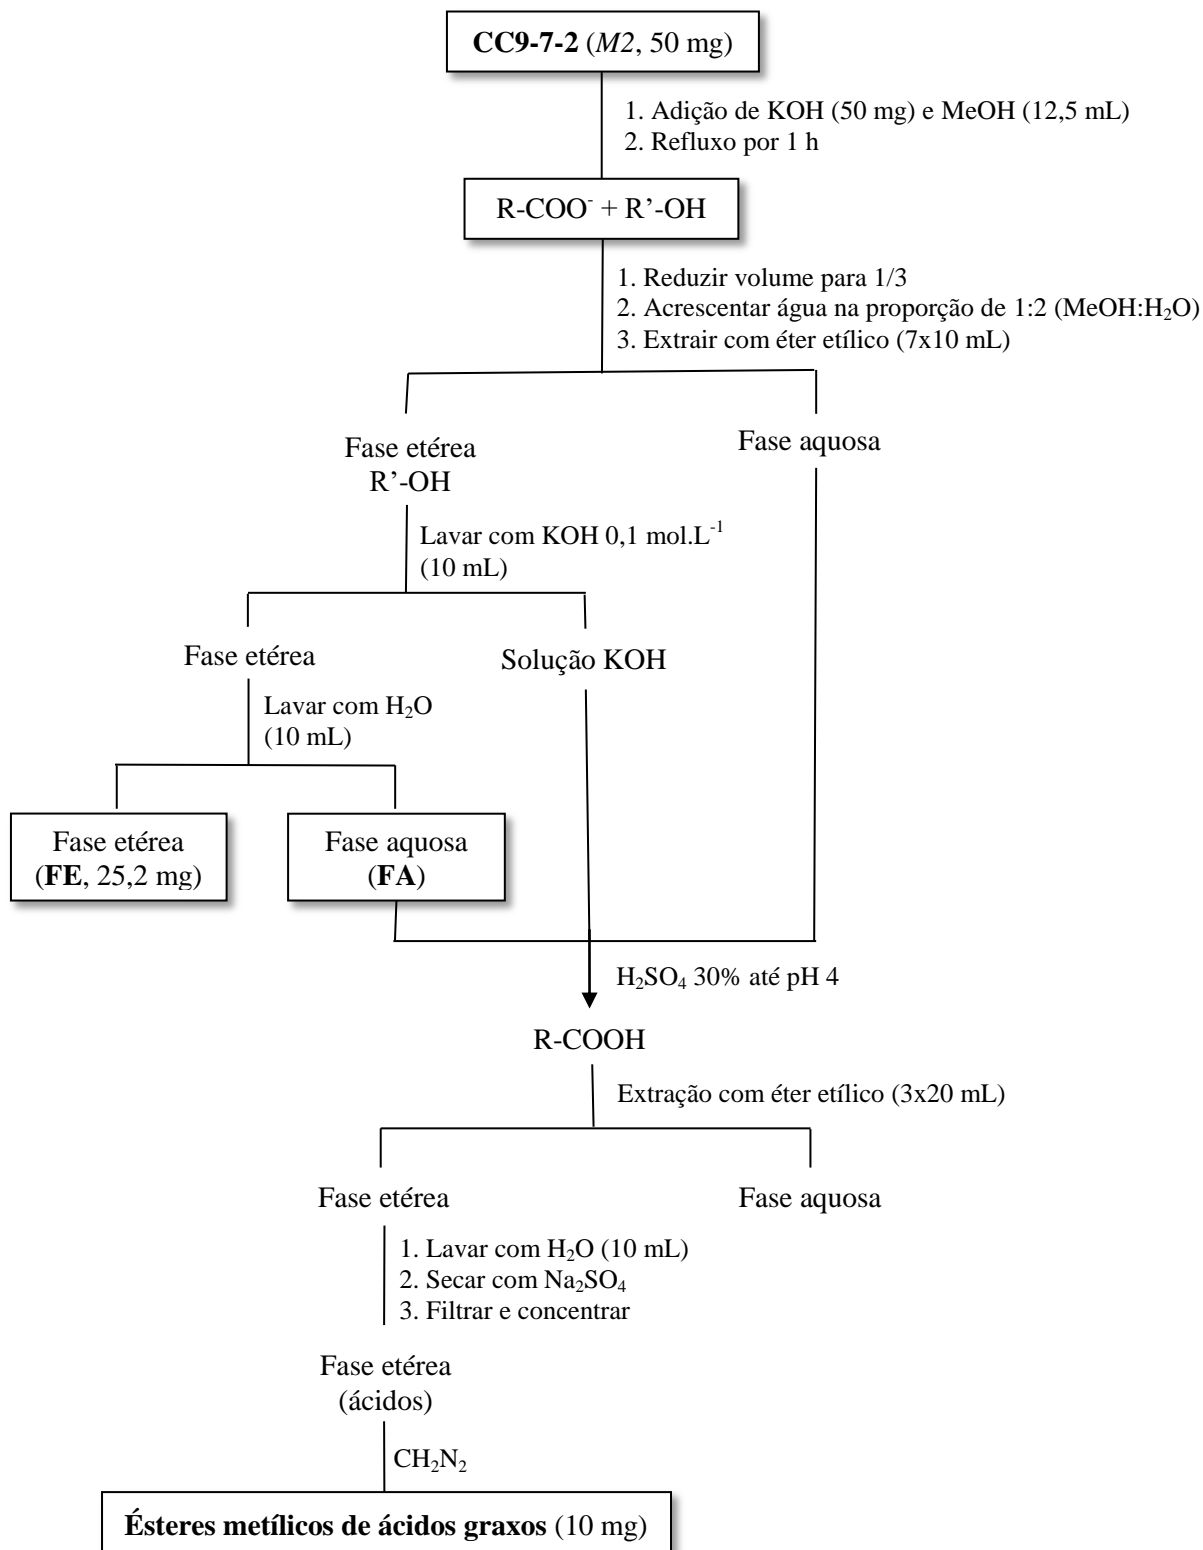 CC9-7-2 (M2, 50 mg)
1. Adição de KOH (50 mg) e MeOH (12,5 mL)
2. Refluxo por 1 h
R-COO⁻ + R’-OH
1. Reduzir volume para 1/3
2. Acrescentar água na proporção de 1:2 (MeOH:H₂O)
3. Extrair com éter etílico (7x10 mL)
Fase etérea
R’-OH
Fase aquosa
Lavar com KOH 0,1 mol.L⁻¹
(10 mL)
Fase etérea
Solução KOH
Lavar com H₂O
(10 mL)
Fase etérea
(FE, 25,2 mg)
Fase aquosa
(FA)
H₂SO₄ 30% até pH 4
R-COOH
Extração com éter etílico (3x20 mL)
Fase etérea
Fase aquosa
1. Lavar com H₂O (10 mL)
2. Secar com Na₂SO₄
3. Filtrar e concentrar
Fase etérea
(ácidos)
CH₂N₂
Ésteres metílicos de ácidos graxos (10 mg)